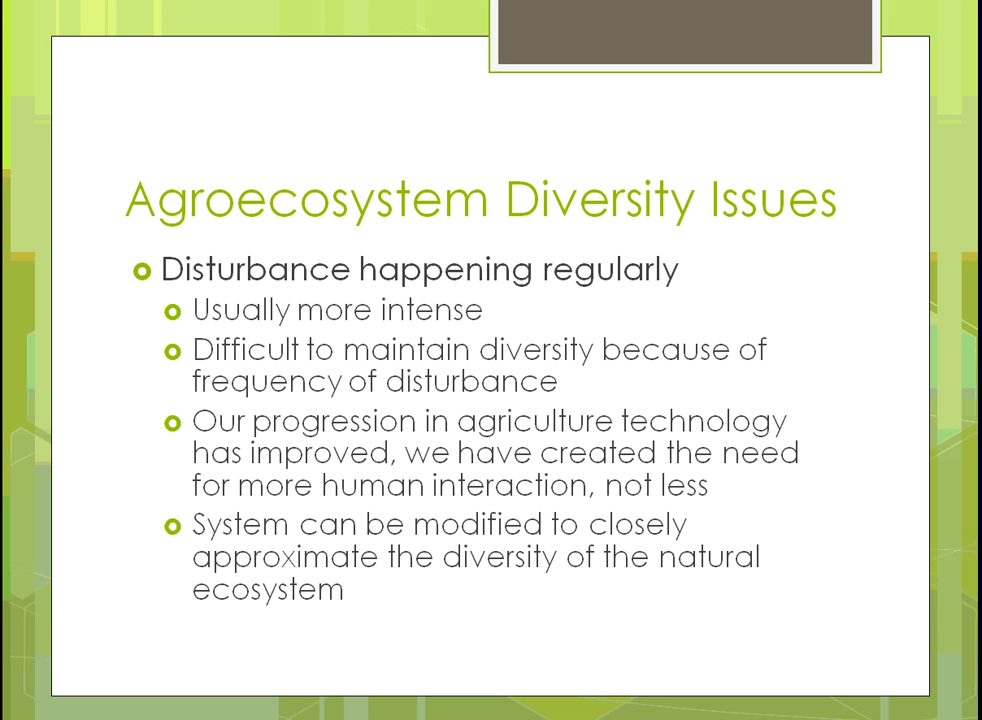 Agroecosystem Diversity Issues
Disturbance happening regularly
Usually more intense
Difficult to maintain diversity because of
frequency of disturbance
Our progression in agriculture technology
has improved, we have created the need
for more human interaction, not less
System can be modified to closely
approximate the diversity of the natural
ecosystem